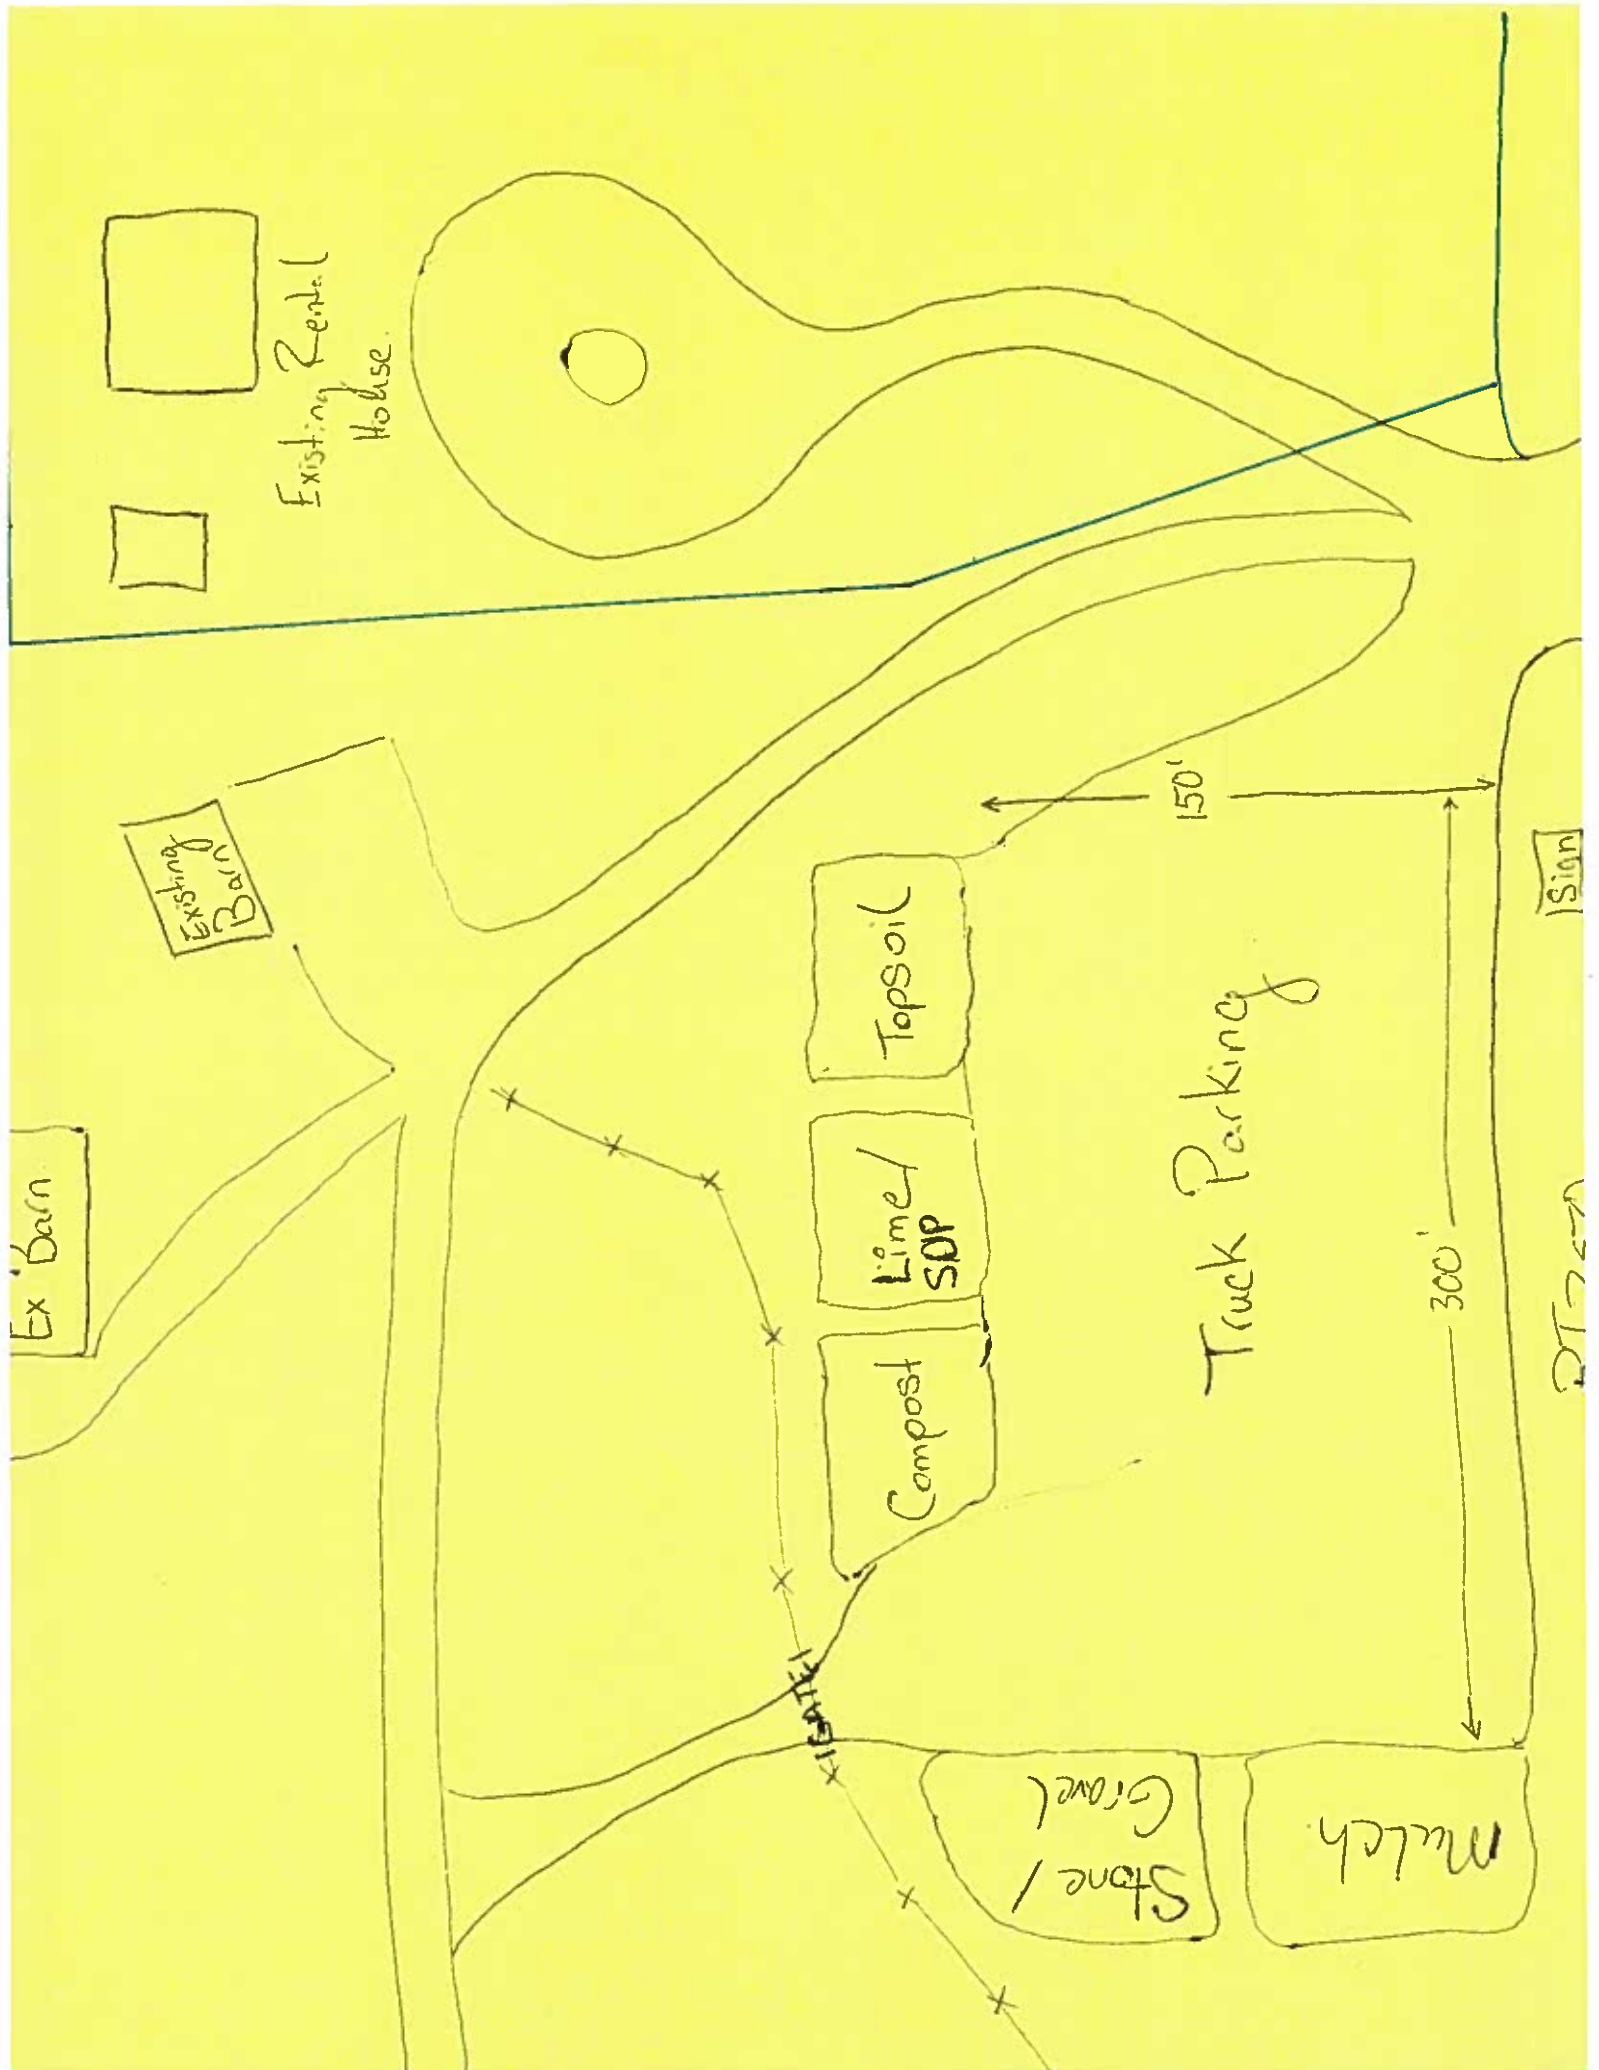 Existing Rental
House
Existing
Barn
Ex Barn
Topsoil
Lime/
SDP
Compost
GATE
Truck Parking
150'
300'
Sign
Stone/
Gravel
Mulch